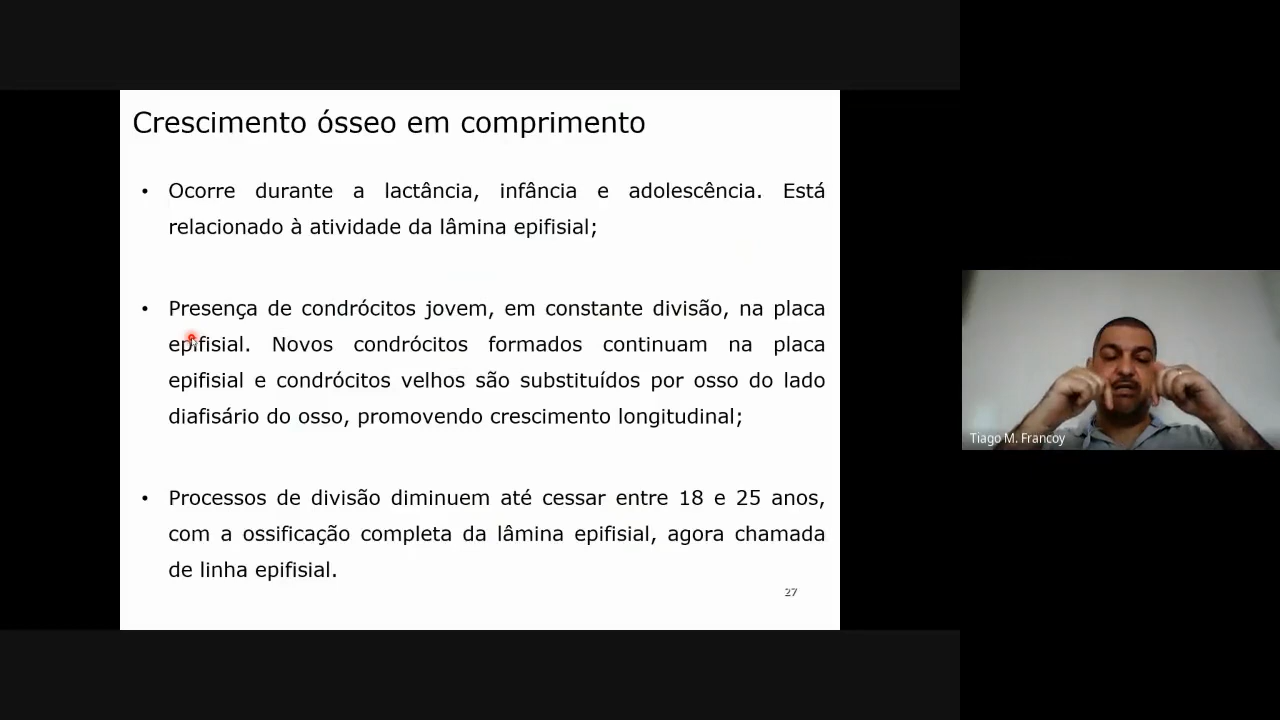 Crescimento ósseo em comprimento
• Ocorre durante a lactância, infância e adolescência. Está
relacionado à atividade da lâmina epifisial;
• Presença de condrócitos jovem, em constante divisão, na placa
epifisial. Novos condrócitos formados continuam na placa
epifisial e condrócitos velhos são substituídos por osso do lado
diafisário do osso, promovendo crescimento longitudinal;
• Processos de divisão diminuem até cessar entre 18 e 25 anos,
com a ossificação completa da lâmina epifisial, agora chamada
de linha epifisial.
27
Tiago M. Francoy